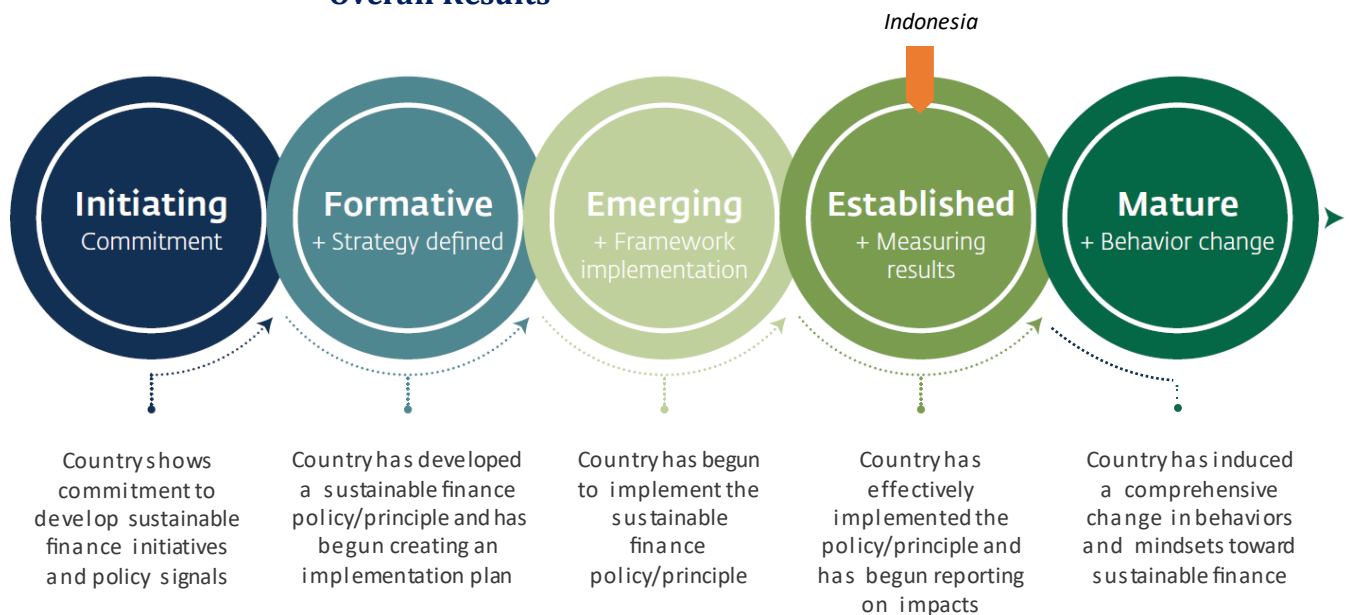 Overall Results
Indonesia
Initiating
Commitment
Formative
+ Strategy defined
Emerging
+ Framework
implementation
Established
+ Measuring
results
Mature
+ Behavior change
Country shows
commitment to
develop sustainable
finance initiatives
and policy signals
Country has developed
a sustainable finance
policy/principle and has
begun creating an
implementation plan
Country has begun
to implement the
sustainable
finance
policy/principle
Country has
effectively
implemented the
policy/principle and
has begun reporting
on impacts
Country has induced
a comprehensive
change in behaviors
and mindsets toward
sustainable finance